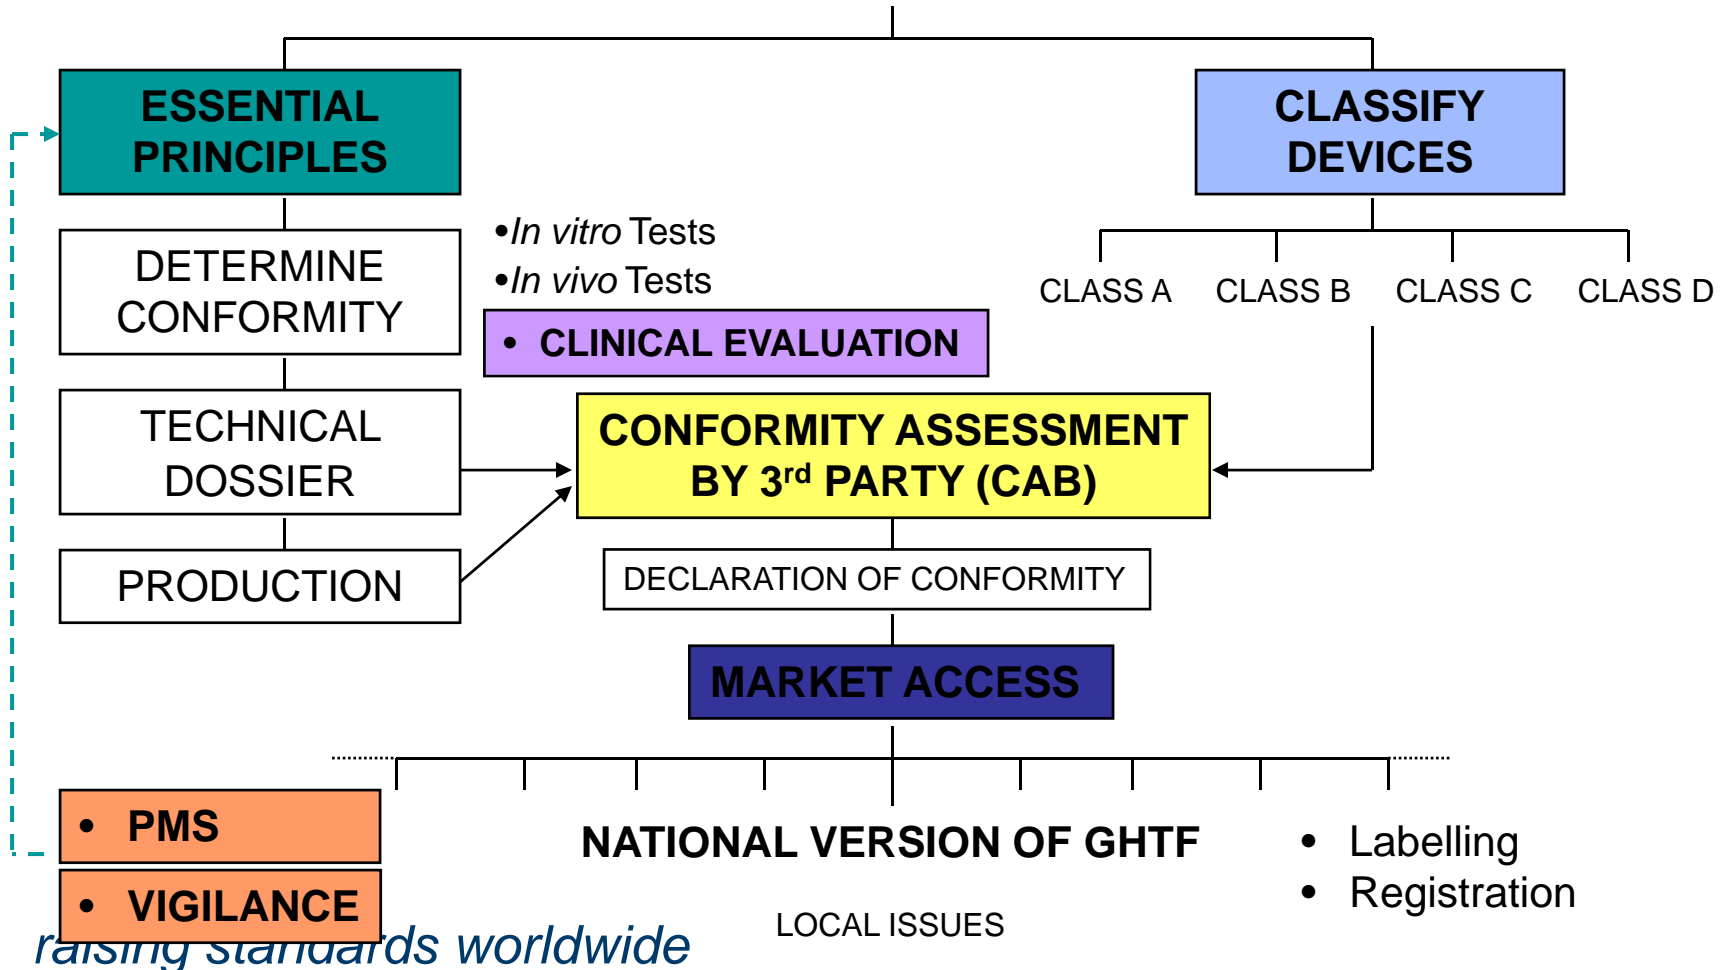 ESSENTIAL
PRINCIPLES
CLASSIFY
DEVICES
DETERMINE
CONFORMITY
•In vitro Tests
•In vivo Tests
• CLINICAL EVALUATION
CLASS A CLASS B CLASS C CLASS D
TECHNICAL
DOSSIER
CONFORMITY ASSESSMENT
BY 3rd PARTY (CAB)
PRODUCTION
DECLARATION OF CONFORMITY
MARKET ACCESS
• PMS
• VIGILANCE
NATIONAL VERSION OF GHTF
• Labelling
• Registration
LOCAL ISSUES
raising standards worldwide